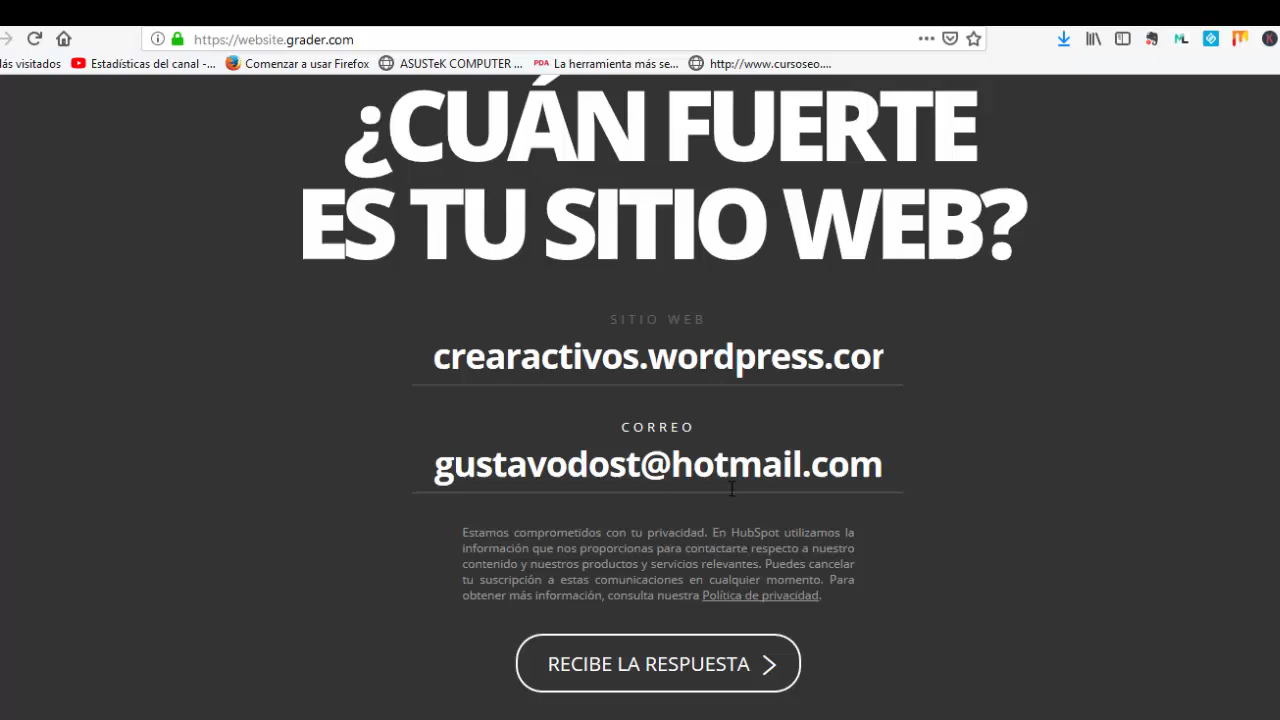 https://website.grader.com
ás visitados
Estadísticas del canal -...
Comenzar a usar Firefox
ASUSTeK COMPUTER ...
PDA
La herramienta más se...
http://www.cursoseo....
¿CUÁN FUERTE
ES TU SITIO WEB?
SITIO WEB
crearactivos.wordpress.cor
CORREO
gustavodost@hotmail.com
Estamos comprometidos con tu privacidad. En HubSpot utilizamos la
información que nos proporcionas para contactarte respecto a nuestro
contenido y nuestros productos y servicios relevantes. Puedes cancelar
tu suscripción a estas comunicaciones en cualquier momento. Para
obtener más información, consulta nuestra Política de privacidad.
RECIBE LA RESPUESTA